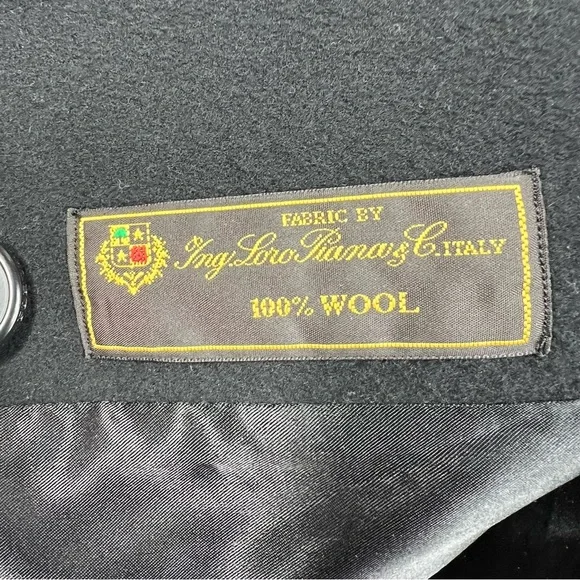 FABRIC BY
Ing. Loro Piana & C. ITALY
100% WOOL